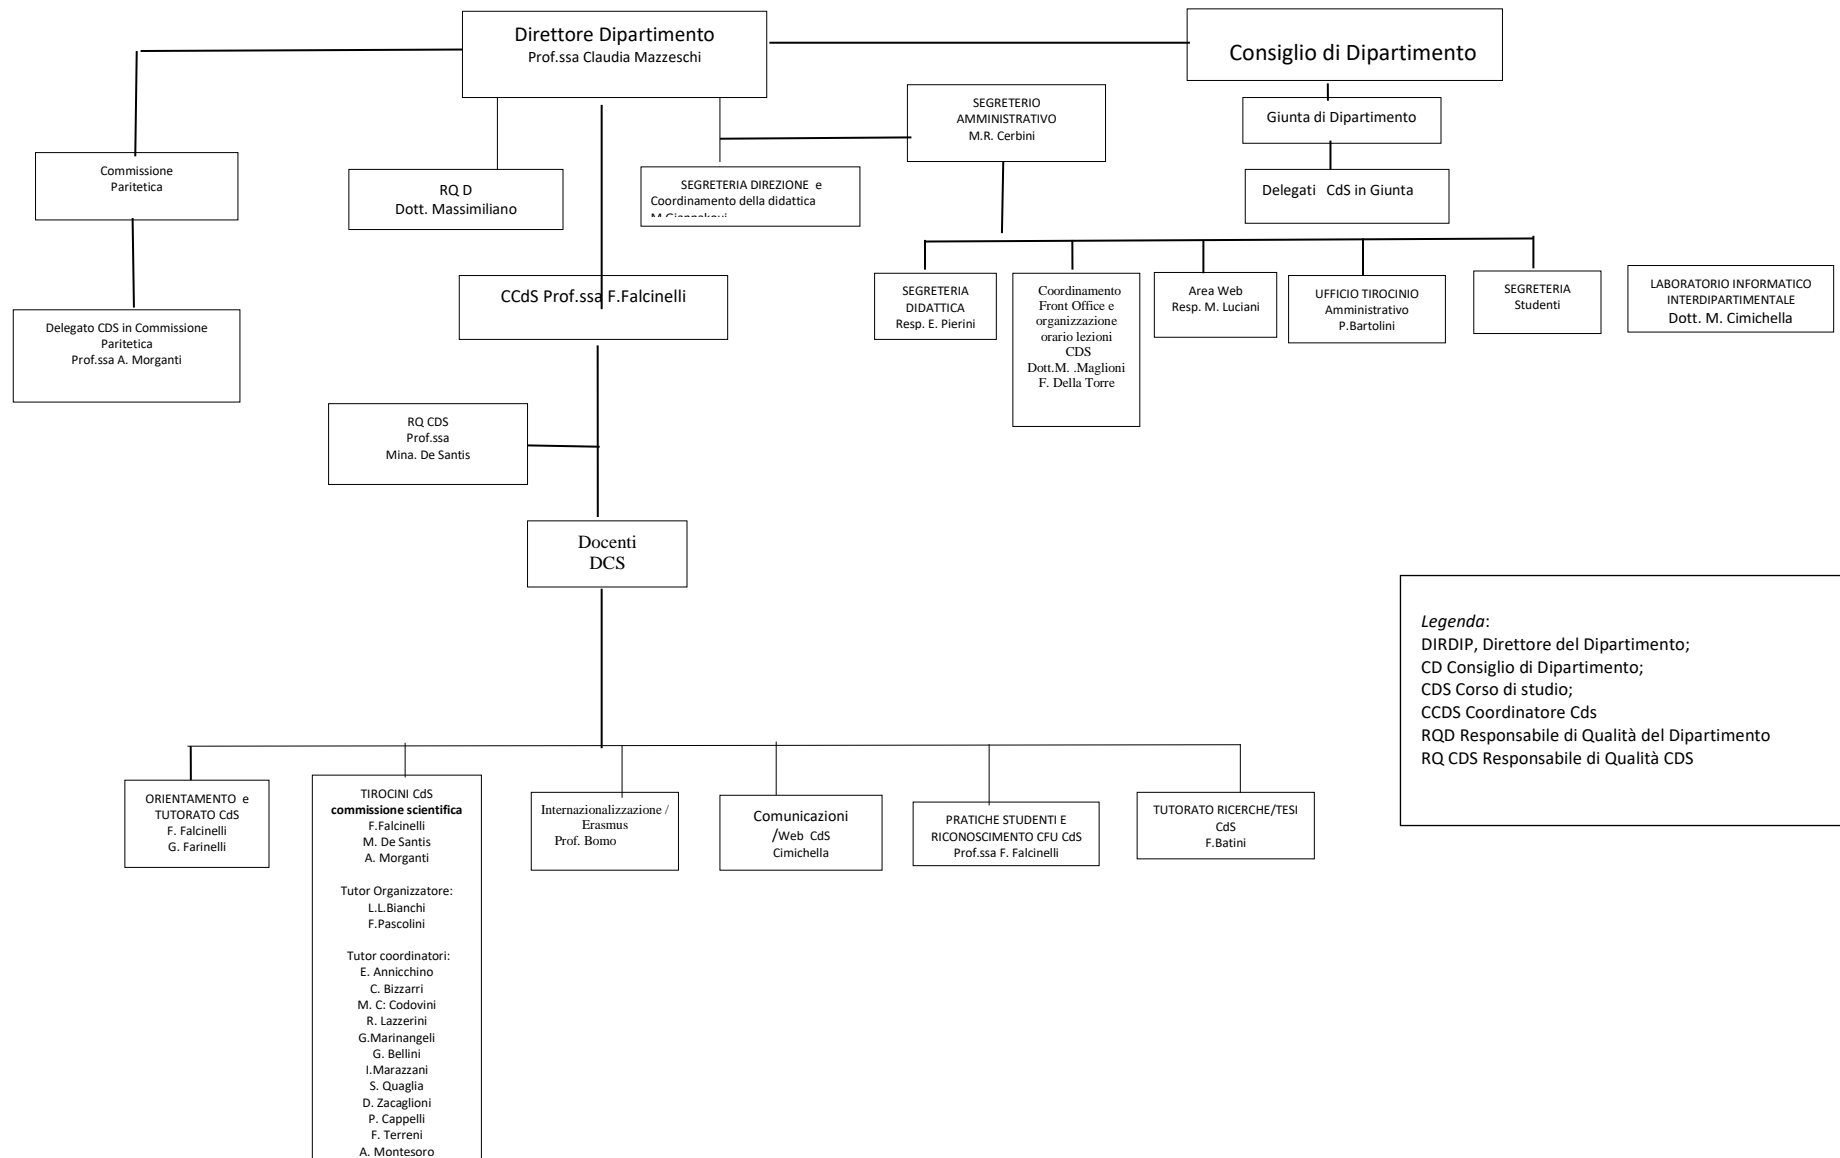 Direttore Dipartimento
Prof.ssa Claudia Mazzeschi
Consiglio di Dipartimento
SEGRETERIO
AMMINISTRATIVO
M.R. Cerbini
Giunta di Dipartimento
Commissione
Paritetica
RQ D
Dott. Massimiliano
SEGRETERIA DIREZIONE e
Coordinamento della didattica
Delegati CdS in Giunta
CCdS Prof.ssa F.Falcinelli
SEGRETERIA
DIDATTICA
Resp. E. Pierini
Coordinamento
Front Office e
organizzazione
orario lezioni
CDS
Dott.M. .Maglioni
F. Della Torre
Area Web
Resp. M. Luciani
UFFICIO TIROCINIO
Amministrativo
P.Bartolini
SEGRETERIA
Studenti
LABORATORIO INFORMATICO
INTERDIPARTIMENTALE
Dott. M. Cimichella
Delegato CDS in Commissione
Paritetica
Prof.ssa A. Morganti
RQ CDS
Prof.ssa
Mina. De Santis
Docenti
DCS
Legenda:
DIRDIP, Direttore del Dipartimento;
CD Consiglio di Dipartimento;
CDS Corso di studio;
CCDS Coordinatore Cds
RQD Responsabile di Qualità del Dipartimento
RQ CDS Responsabile di Qualità CDS
ORIENTAMENTO e
TUTORATO CdS
F. Falcinelli
G. Farinelli
TIROCINI CdS
commissione scientifica
F.Falcinelli
M. De Santis
A. Morganti
Tutor Organizzatore:
L.L.Bianchi
F.Pascolini
Tutor coordinatori:
E. Annicchino
C. Bizzarri
M. C: Codovini
R. Lazzerini
G.Marinangeli
G. Bellini
I.Marazzani
S. Quaglia
D. Zacaglioni
P. Cappelli
F. Terreni
A. Montesoro
Internazionalizzazione /
Erasmus
Prof. Bomo
Comunicazioni
/Web CdS
Cimichella
PRATICHE STUDENTI E
RICONOSCIMENTO CFU CdS
Prof.ssa F. Falcinelli
TUTORATO RICERCHE/TESI
CdS
F.Batini